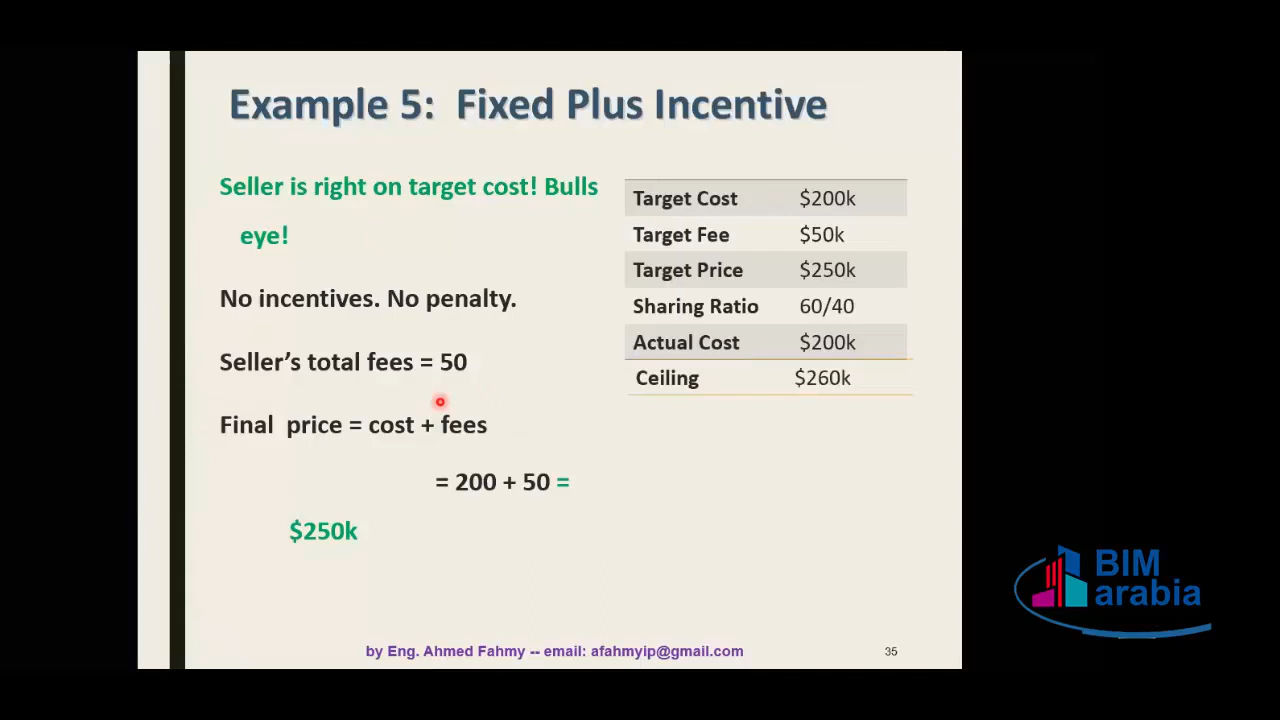 Example 5: Fixed Plus Incentive
Seller is right on target cost! Bulls
eye!
No incentives. No penalty.
Seller’s total fees = 50
Final price = cost + fees
= 200 + 50 =
$250k
Target Cost $200k
Target Fee $50k
Target Price $250k
Sharing Ratio 60/40
Actual Cost $200k
Ceiling $260k
BIM
arabia
by Eng. Ahmed Fahmy -- email: afahmyip@gmail.com
35